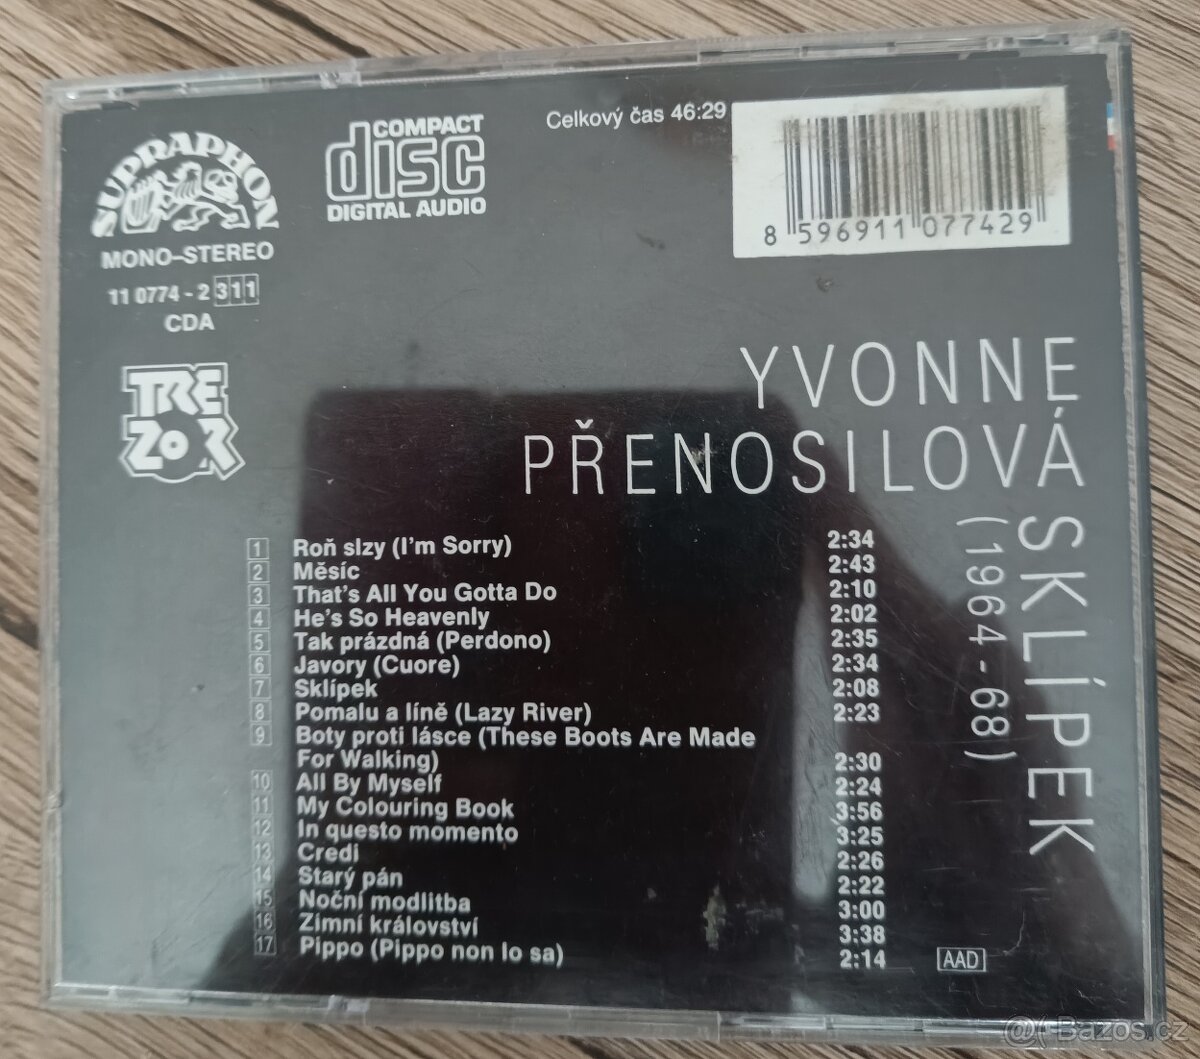 SUPRAPHON
MONO–STEREO
11 0774 - 2 311
CDA
COMPACT
disc
DIGITAL AUDIO
Celkový čas 46:29
8 596911 077429
TRE
ZOR
YVONNE
PŘENOSILOVÁ
SKLÍPEK
(1964 - 68)
1 Roň slzy (I'm Sorry) 2:34
2 Měsíc 2:43
3 That's All You Gotta Do 2:10
4 He's So Heavenly 2:02
5 Tak prázdná (Perdono) 2:35
6 Javory (Cuore) 2:34
7 Sklípek 2:08
8 Pomalu a líně (Lazy River) 2:23
9 Boty proti lásce (These Boots Are Made
For Walking) 2:30
10 All By Myself 2:24
11 My Colouring Book 3:56
12 In questo momento 3:25
13 Credi 2:26
14 Starý pán 2:22
15 Noční modlitba 3:00
16 Zimní království 3:38
17 Pippo (Pippo non lo sa) 2:14
AAD
@( Bazos.cz